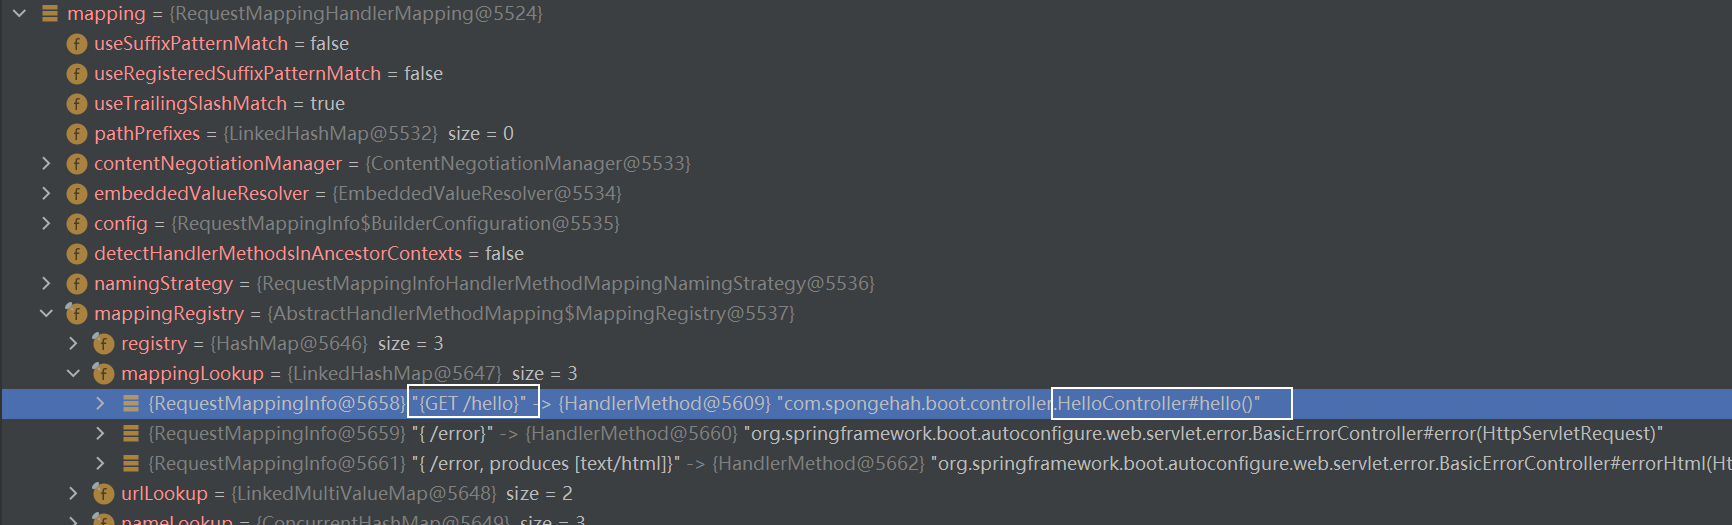 mapping = {RequestMappingHandlerMapping@5524}
useSuffixPatternMatch = false
useRegisteredSuffixPatternMatch = false
useTrailingSlashMatch = true
pathPrefixes = {LinkedHashMap@5532} size = 0
contentNegotiationManager = {ContentNegotiationManager@5533}
embeddedValueResolver = {EmbeddedValueResolver@5534}
config = {RequestMappingInfo$BuilderConfiguration@5535}
detectHandlerMethodsInAncestorContexts = false
namingStrategy = {RequestMappingInfoHandlerMethodMappingNamingStrategy@5536}
mappingRegistry = {AbstractHandlerMethodMapping$MappingRegistry@5537}
registry = {HashMap@5646} size = 3
mappingLookup = {LinkedHashMap@5647} size = 3
{RequestMappingInfo@5658} "{GET /hello}" -> {HandlerMethod@5609} "com.spongehah.boot.controller.HelloController#hello()"
{RequestMappingInfo@5659} "{ /error}" -> {HandlerMethod@5660} "org.springframework.boot.autoconfigure.web.servlet.error.BasicErrorController#error(HttpServletRequest)"
{RequestMappingInfo@5661} "{ /error, produces [text/html]}" -> {HandlerMethod@5662} "org.springframework.boot.autoconfigure.web.servlet.error.BasicErrorController#errorHtml(Ht
urlLookup = {LinkedMultiValueMap@5648} size = 2
nameLookup = {ConcurrentHashMap@5649} size = 3